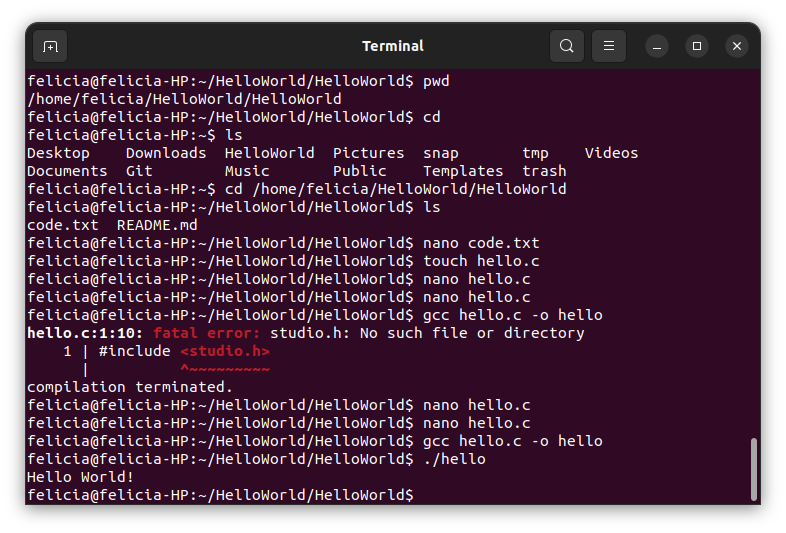 Terminal
felicia@felicia-HP:~/HelloWorld/HelloWorld$ pwd
/home/felicia/HelloWorld/HelloWorld
felicia@felicia-HP:~/HelloWorld/HelloWorld$ cd
felicia@felicia-HP:~$ ls
Desktop    Downloads  HelloWorld  Pictures  snap       tmp    Videos
Documents  Git        Music       Public    Templates  trash
felicia@felicia-HP:~$ cd /home/felicia/HelloWorld/HelloWorld
felicia@felicia-HP:~/HelloWorld/HelloWorld$ ls
code.txt  README.md
felicia@felicia-HP:~/HelloWorld/HelloWorld$ nano code.txt
felicia@felicia-HP:~/HelloWorld/HelloWorld$ touch hello.c
felicia@felicia-HP:~/HelloWorld/HelloWorld$ nano hello.c
felicia@felicia-HP:~/HelloWorld/HelloWorld$ nano hello.c
felicia@felicia-HP:~/HelloWorld/HelloWorld$ gcc hello.c -o hello
hello.c:1:10: fatal error: studio.h: No such file or directory
    1 | #include <studio.h>
      |          ^~~~~~~~~~
compilation terminated.
felicia@felicia-HP:~/HelloWorld/HelloWorld$ nano hello.c
felicia@felicia-HP:~/HelloWorld/HelloWorld$ nano hello.c
felicia@felicia-HP:~/HelloWorld/HelloWorld$ gcc hello.c -o hello
felicia@felicia-HP:~/HelloWorld/HelloWorld$ ./hello
Hello World!
felicia@felicia-HP:~/HelloWorld/HelloWorld$